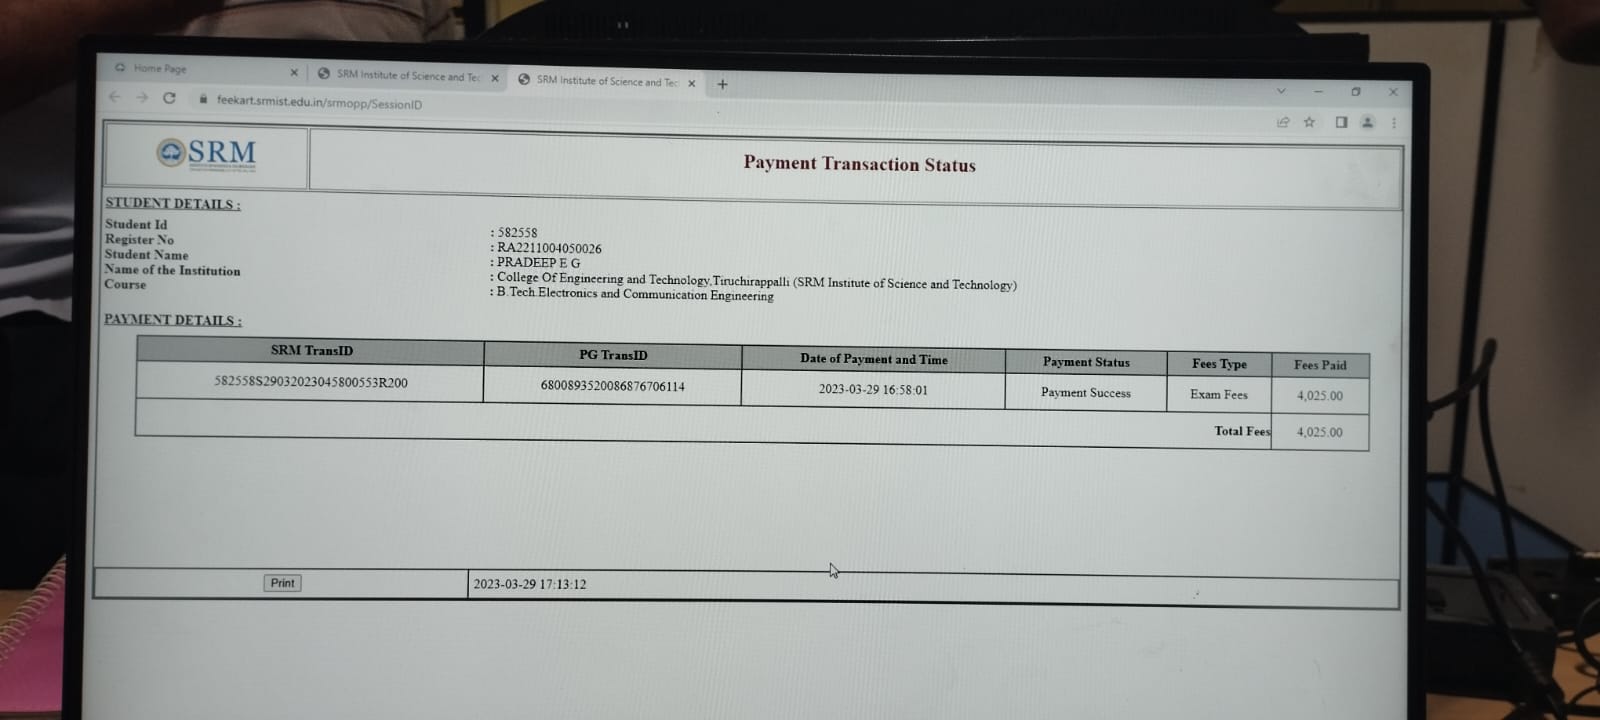 Home Page
SRM Institute of Science and Tec
SRM Institute of Science and Tec
feekart.srmist.edu.in/srmopp/SessionID
SRM
Payment Transaction Status
STUDENT DETAILS :
Student Id : 582558
Register No : RA2211004050026
Student Name : PRADEEP E G
Name of the Institution : College Of Engineering and Technology,Tiruchirappalli (SRM Institute of Science and Technology)
Course : B.Tech.Electronics and Communication Engineering
PAYMENT DETAILS :
SRM TransID PG TransID Date of Payment and Time Payment Status Fees Type Fees Paid
582558S29032023045800553R200 6800893520086876706114 2023-03-29 16:58:01 Payment Success Exam Fees 4,025.00
Total Fees 4,025.00
Print 2023-03-29 17:13:12